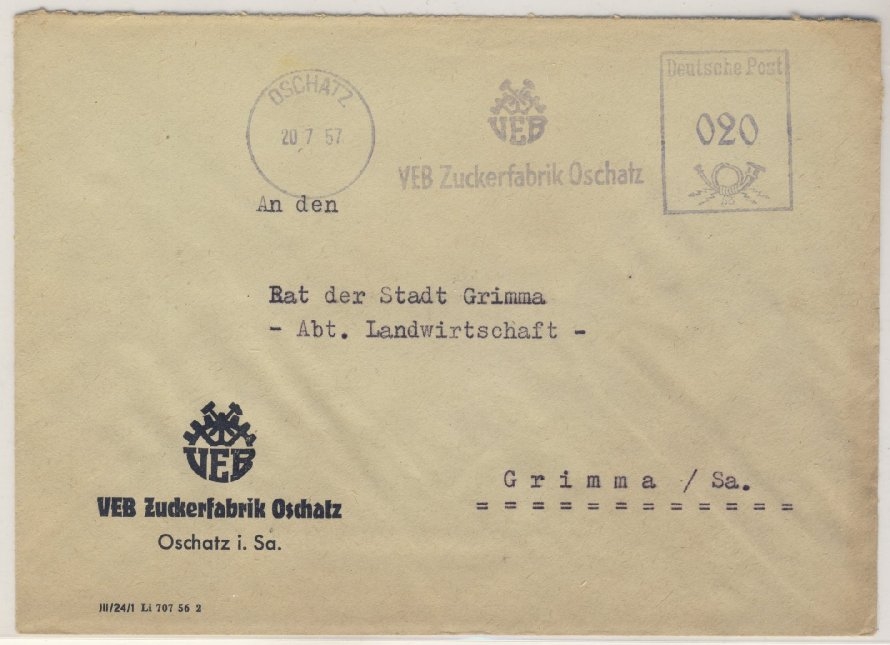 OSCHATZ
20 7 57
VEB
VEB Zuckerfabrik Oschatz
Deutsche Post
020
An den
Rat der Stadt Grimma
- Abt. Landwirtschaft -
Grimma / Sa.
= = = = = = = = = = = =
VEB
VEB Zuckerfabrik Oschatz
Oschatz i. Sa.
III/24/1 Li 707 56 2